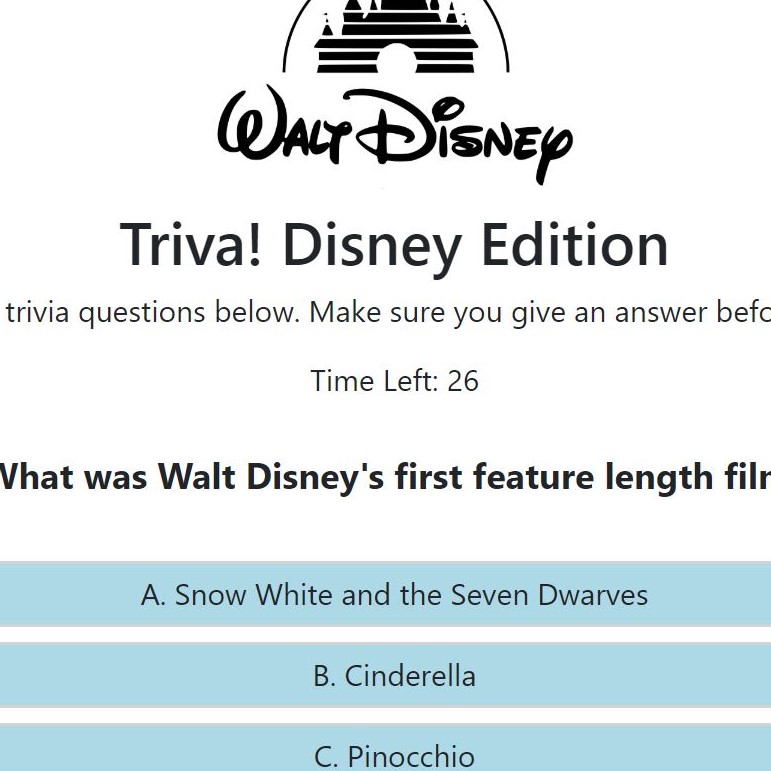 WALT DISNEY
Triva! Disney Edition
trivia questions below. Make sure you give an answer befo
Time Left: 26
What was Walt Disney's first feature length film
A. Snow White and the Seven Dwarves
B. Cinderella
C. Pinocchio